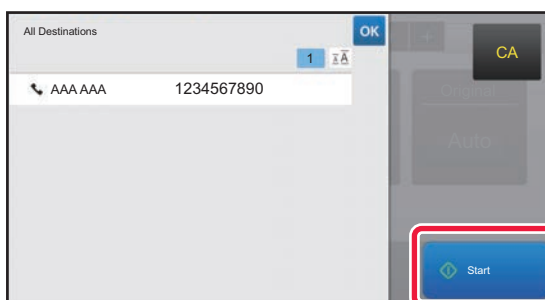 All Destinations
OK
CA
1
AAA AAA 1234567890
Original
Auto
Start